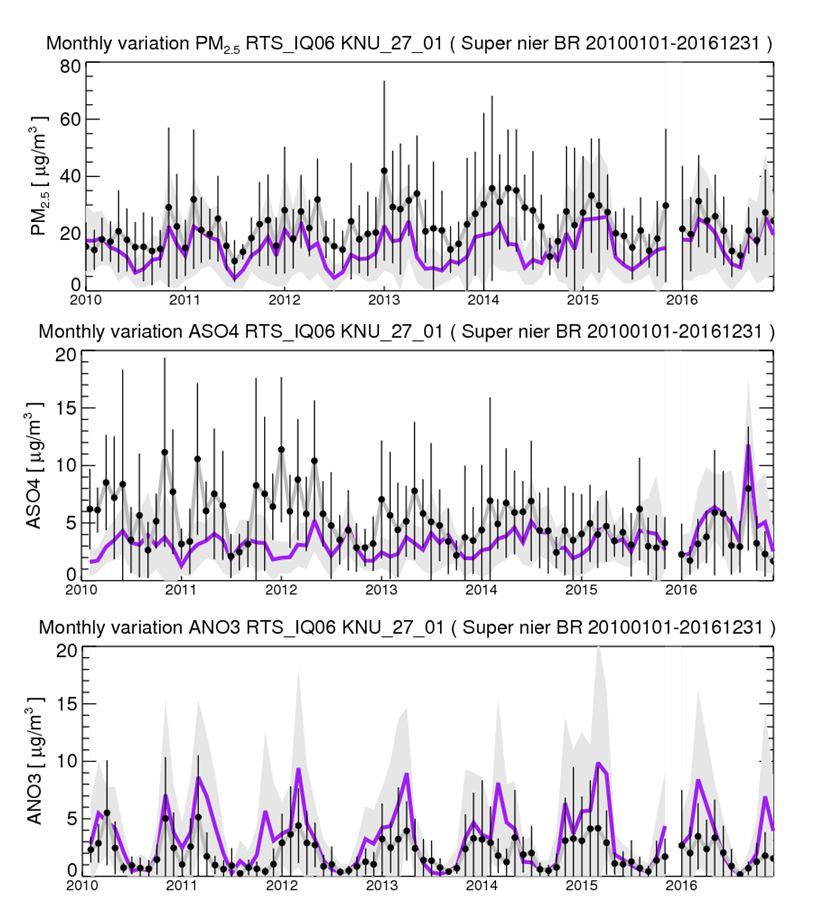 Monthly variation PM2.5 RTS_IQ06 KNU_27_01 ( Super nier BR 20100101-20161231 )
80
60
40
20
0
PM2.5 [ μg/m³ ]
2010 2011 2012 2013 2014 2015 2016
Monthly variation ASO4 RTS_IQ06 KNU_27_01 ( Super nier BR 20100101-20161231 )
20
15
10
5
0
ASO4 [ μg/m³ ]
2010 2011 2012 2013 2014 2015 2016
Monthly variation ANO3 RTS_IQ06 KNU_27_01 ( Super nier BR 20100101-20161231 )
20
15
10
5
0
ANO3 [ μg/m³ ]
2010 2011 2012 2013 2014 2015 2016